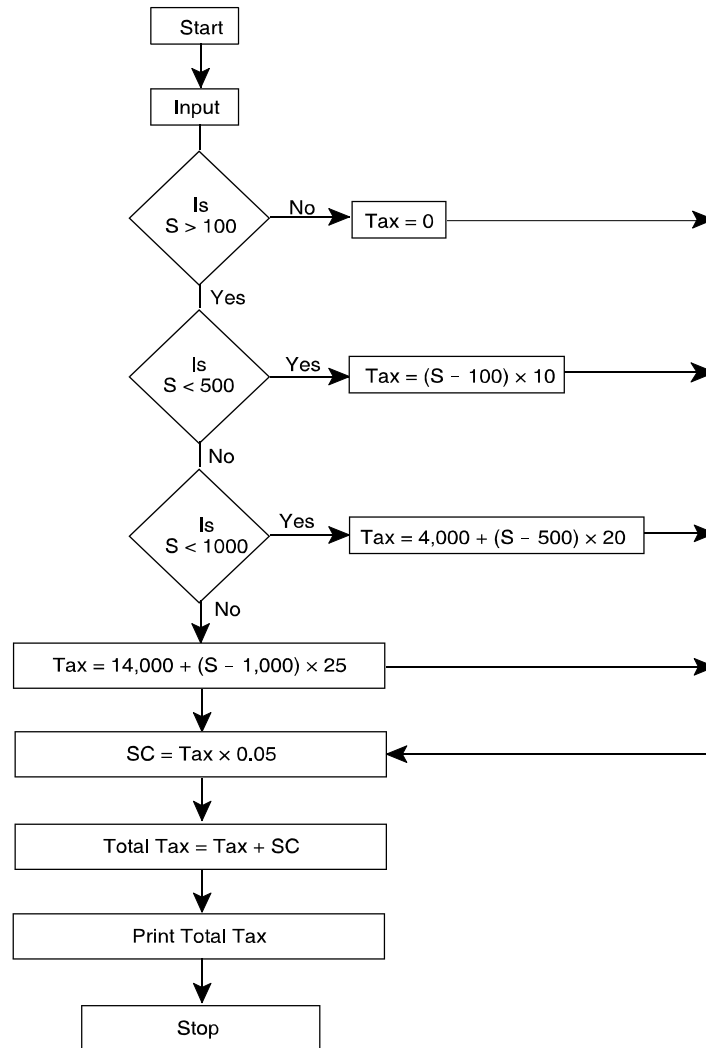 Start
Input
Is
S > 100
No
Tax = 0
Yes
Is
S < 500
Yes
Tax = (S − 100) × 10
No
Is
S < 1000
Yes
Tax = 4,000 + (S − 500) × 20
No
Tax = 14,000 + (S − 1,000) × 25
SC = Tax × 0.05
Total Tax = Tax + SC
Print Total Tax
Stop